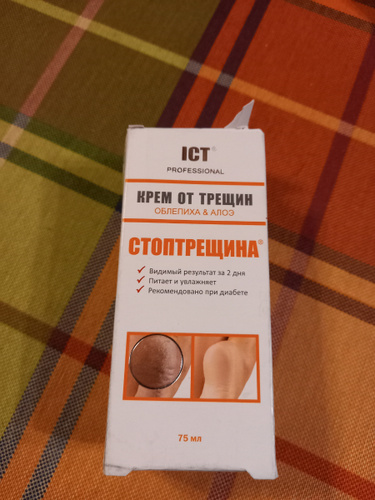 ICT®
PROFESSIONAL
КРЕМ ОТ ТРЕЩИН
ОБЛЕПИХА & АЛОЭ
СТОПТРЕЩИНА®
Видимый результат за 2 дня
Питает и увлажняет
Рекомендовано при диабете
75 мл